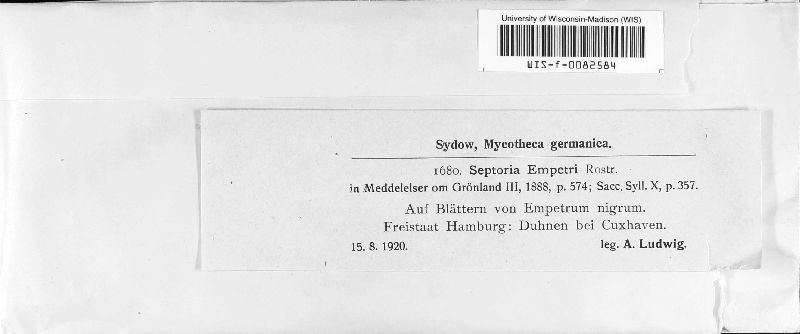 University of Wisconsin-Madison (WIS)
WIS-f-0082584
Sydow, Mycotheca germanica.
1680. Septoria Empetri Rostr.
in Meddelelser om Grönland III, 1888, p. 574; Sacc. Syll. X, p. 357.
Auf Blättern von Empetrum nigrum.
Freistaat Hamburg: Duhnen bei Cuxhaven.
15. 8. 1920. leg. A. Ludwig.